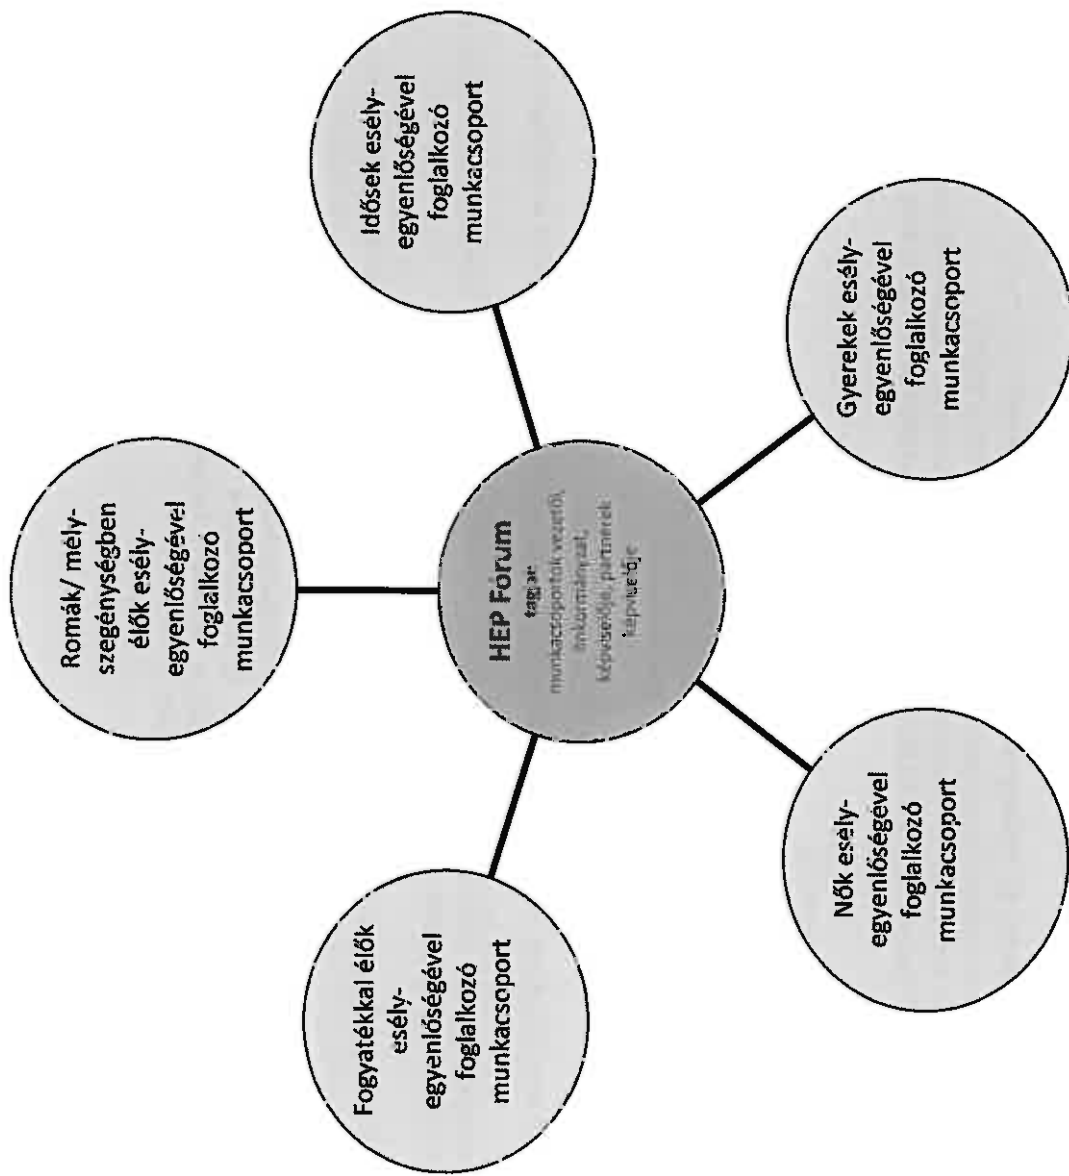 Romák/ mély-
szegénységben
élők esély-
egyenlőségével
foglalkozó
munkacsoport
Idősek esély-
egyenlőségével
foglalkozó
munkacsoport
Gyerekek esély-
egyenlőségével
foglalkozó
munkacsoport
Nők esély-
egyenlőségével
foglalkozó
munkacsoport
Fogyatékkal élők
esély-
egyenlőségével
foglalkozó
munkacsoport
HEP Fórum
tagjai:
munkacsoportok vezetői,
önkormányzat,
képviselője, partnerek
képviselője